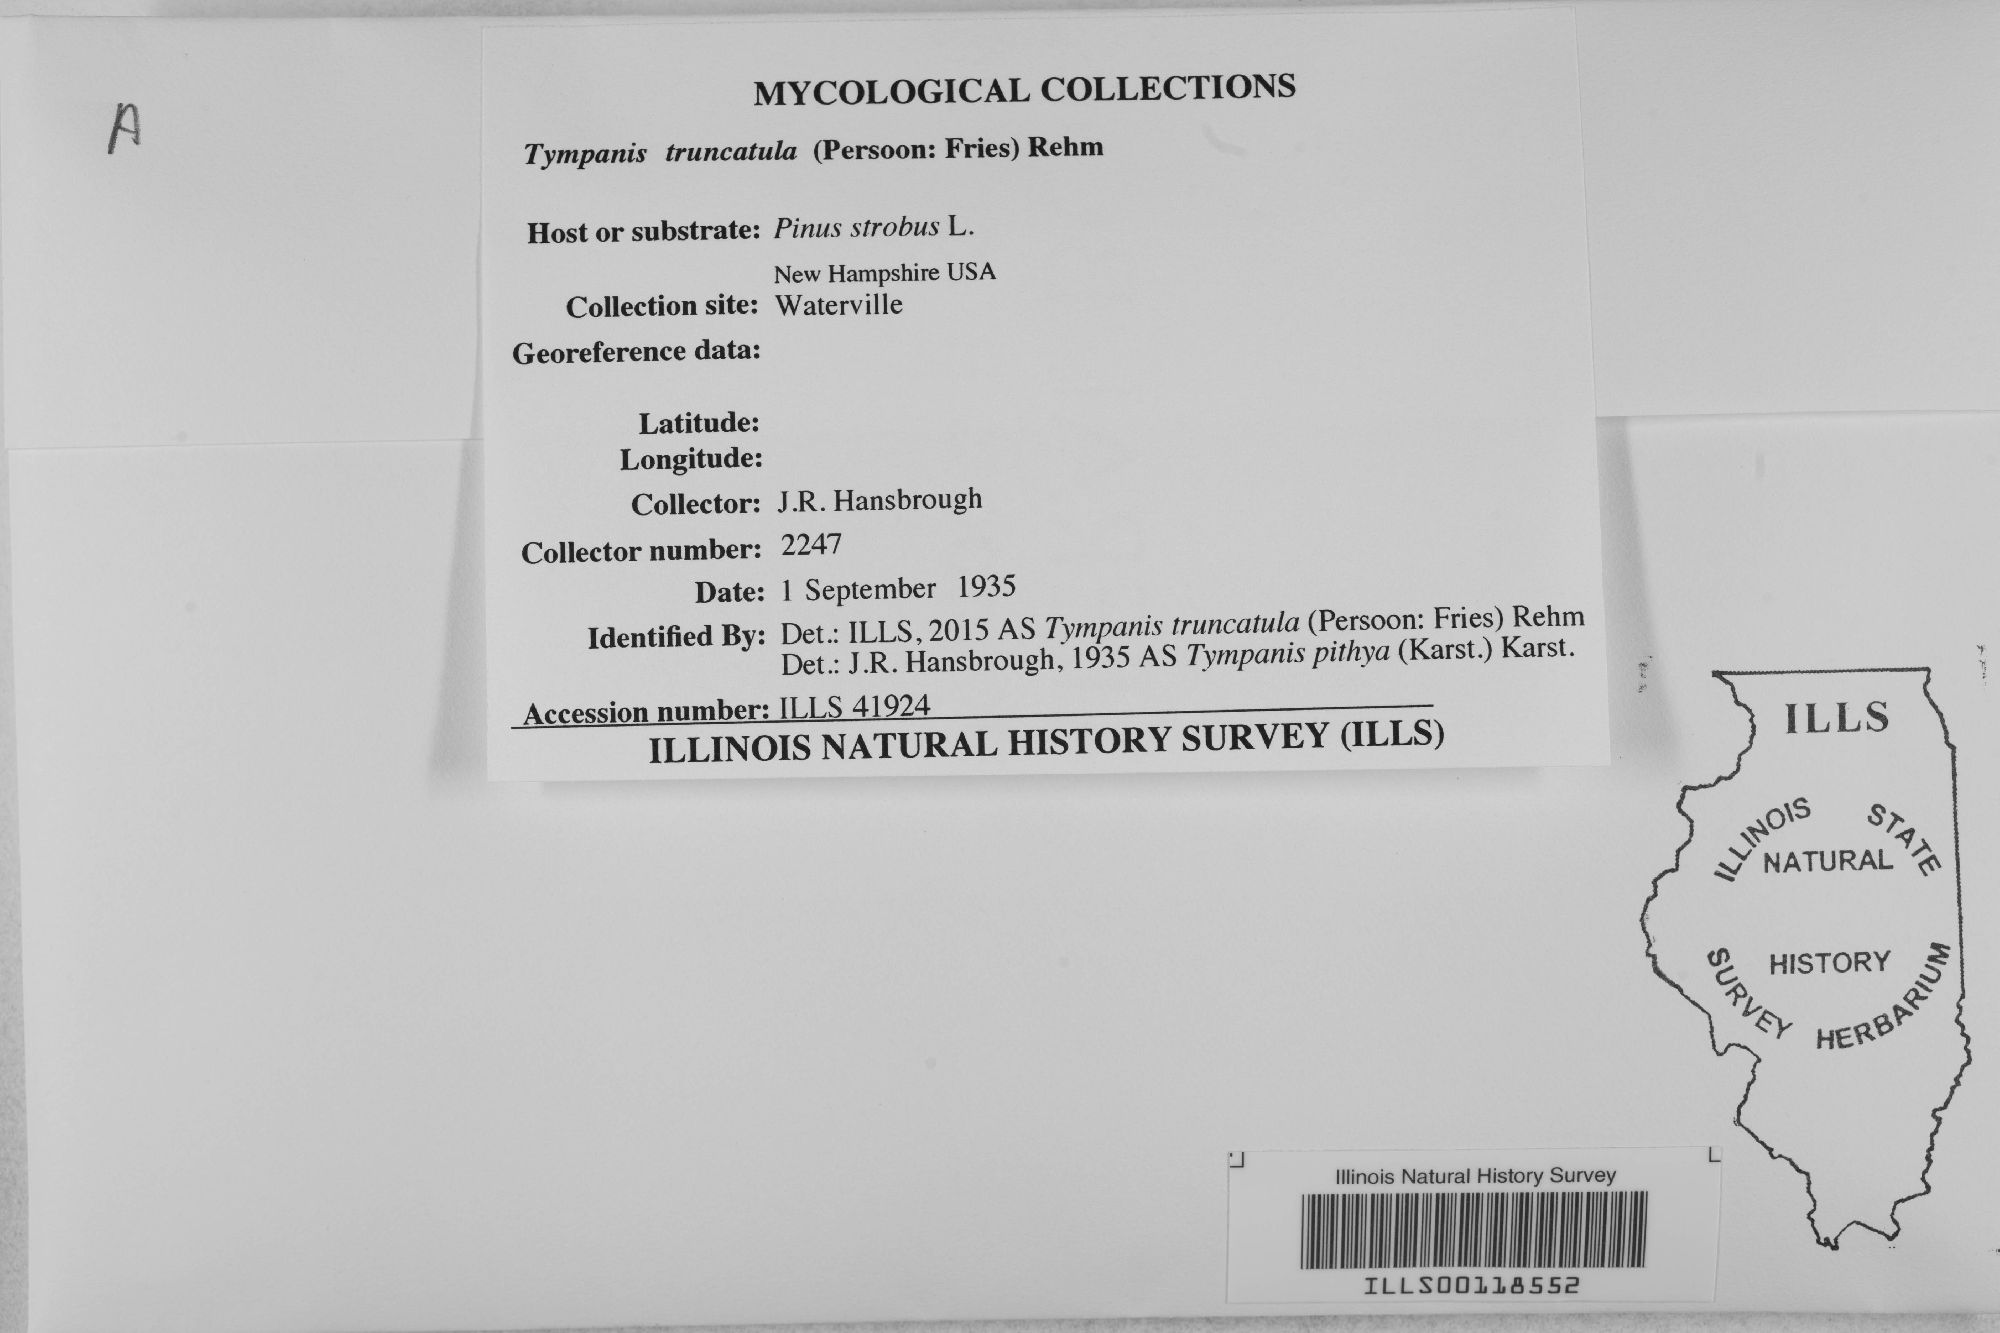 A
MYCOLOGICAL COLLECTIONS
Tympanis truncatula (Persoon: Fries) Rehm
Host or substrate: Pinus strobus L.
New Hampshire USA
Collection site: Waterville
Georeference data:
Latitude:
Longitude:
Collector: J.R. Hansbrough
Collector number: 2247
Date: 1 September 1935
Identified By: Det.: ILLS, 2015 AS Tympanis truncatula (Persoon: Fries) Rehm
Det.: J.R. Hansbrough, 1935 AS Tympanis pithya (Karst.) Karst.
Accession number: ILLS 41924
ILLINOIS NATURAL HISTORY SURVEY (ILLS)
ILLS
ILLINOIS STATE
NATURAL
HISTORY
SURVEY HERBARIUM
Illinois Natural History Survey
ILLS00118552